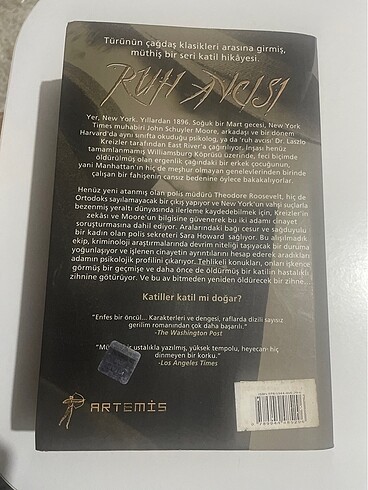 Türünün çağdaş klasikleri arasına girmiş,
müthiş bir seri katil hikâyesi.
RUH AVCISI
Yer, New York. Yıllardan 1896. Soğuk bir Mart gecesi, New York
Times muhabiri John Schuyler Moore, arkadaşı ve bir dönem
Harvard'da aynı sınıfta okuduğu psikolog, ya da 'ruh avcısı' Dr. Laszlo
Kreizler tarafından East River'a çağrılıyor. İnşası henüz
tamamlanmamış Williamsburg Köprüsü üzerinde, feci biçimde
öldürülmüş olan ergenlik çağındaki bir erkek çocuğunun,
yani Manhattan'ın hiç de meşhur olmayan genelevlerinden birinde
çalışan bir fahişenin cansız bedenine öylece bakakalıyorlar.
Henüz yeni atanmış olan polis müdürü Theodore Roosevelt, hiç de
Ortodoks sayılamayacak bir çıkış yapıyor ve New York'un vahşi suçlarla
bezenmiş yeraltı dünyasında ilerleme kaydedebilmek için, Kreizler'in
zekâsı ve Moore'un bilgisine güvenerek bu iki adamı cinayet
soruşturmasına dahil ediyor. Aralarındaki bağı cesur ve sağduyulu
bir kadın olan polis sekreteri Sara Howard sağlıyor. Bu alışılmadık
ekip, kriminoloji araştırmalarında devrim niteliği taşıyacak bir duruma
yoğunlaşıyor ve işlenen cinayetin ayrıntılarını hesap ederek aradıkları
adamın psikolojik profilini çıkarıyor. Tehlikeli konukları, onları işkence
görmüş bir geçmişe ve daha önce de öldürmüş bir katilin hastalıklı
zihnine götürüyor. Ve bu av bitmeden yeniden öldürecek bir zihne...
Katiller katil mi doğar?
"Enfes bir öncül... Karakterleri ve dengesi, raflarda dizili sayısız
gerilim romanından çok daha başarılı."
-The Washington Post
ustalıkla yazılmış, yüksek tempolu, heyecanı hiç
dinmeyen bir korku."
-Los Angeles Times
ARTEMİS